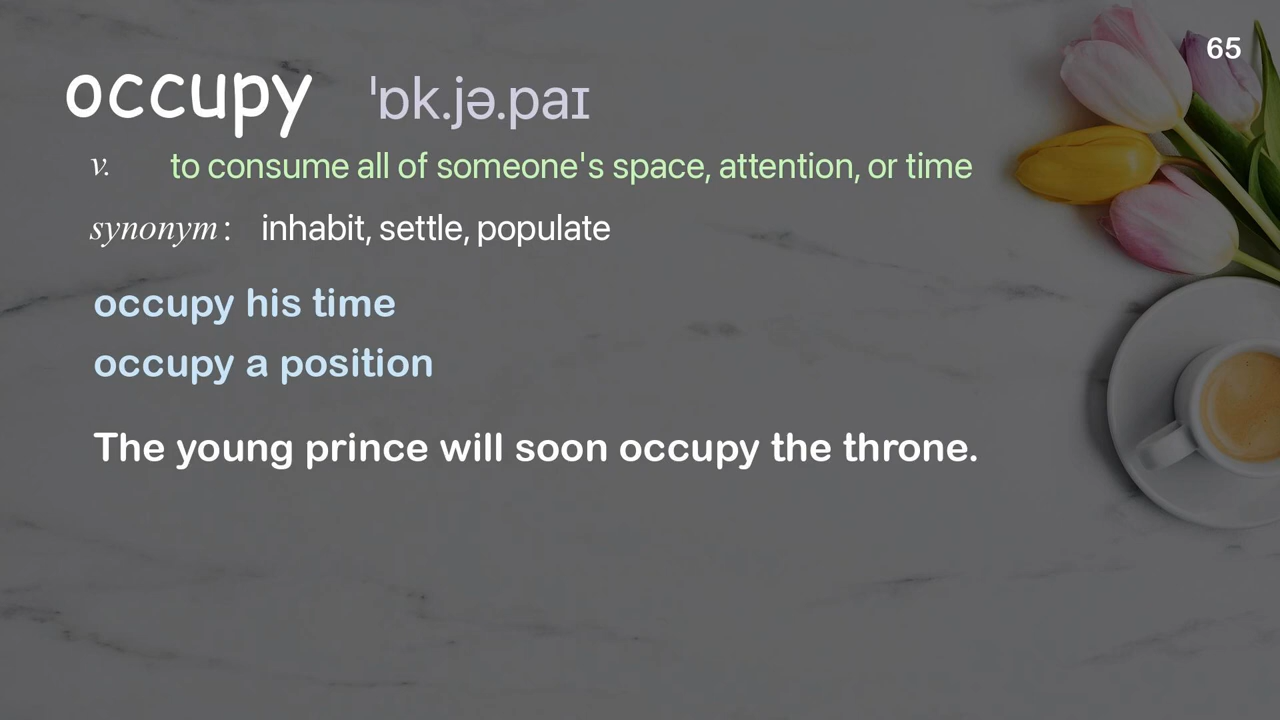 65
occupy ˈɒk.jə.paɪ
v. to consume all of someone's space, attention, or time
synonym: inhabit, settle, populate
occupy his time
occupy a position
The young prince will soon occupy the throne.